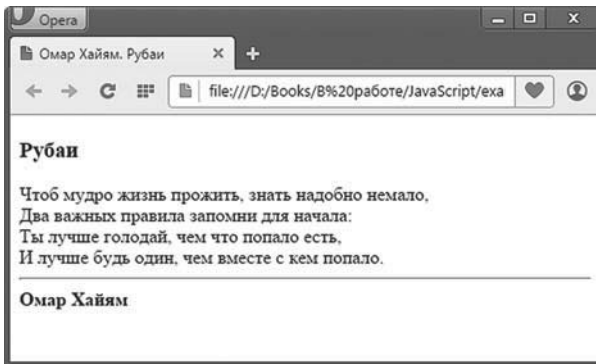 Opera
Омар Хайям. Рубаи
file:///D:/Books/В%20работе/JavaScript/exa
Рубаи
Чтоб мудро жизнь прожить, знать надобно немало,
Два важных правила запомни для начала:
Ты лучше голодай, чем что попало есть,
И лучше будь один, чем вместе с кем попало.
Омар Хайям